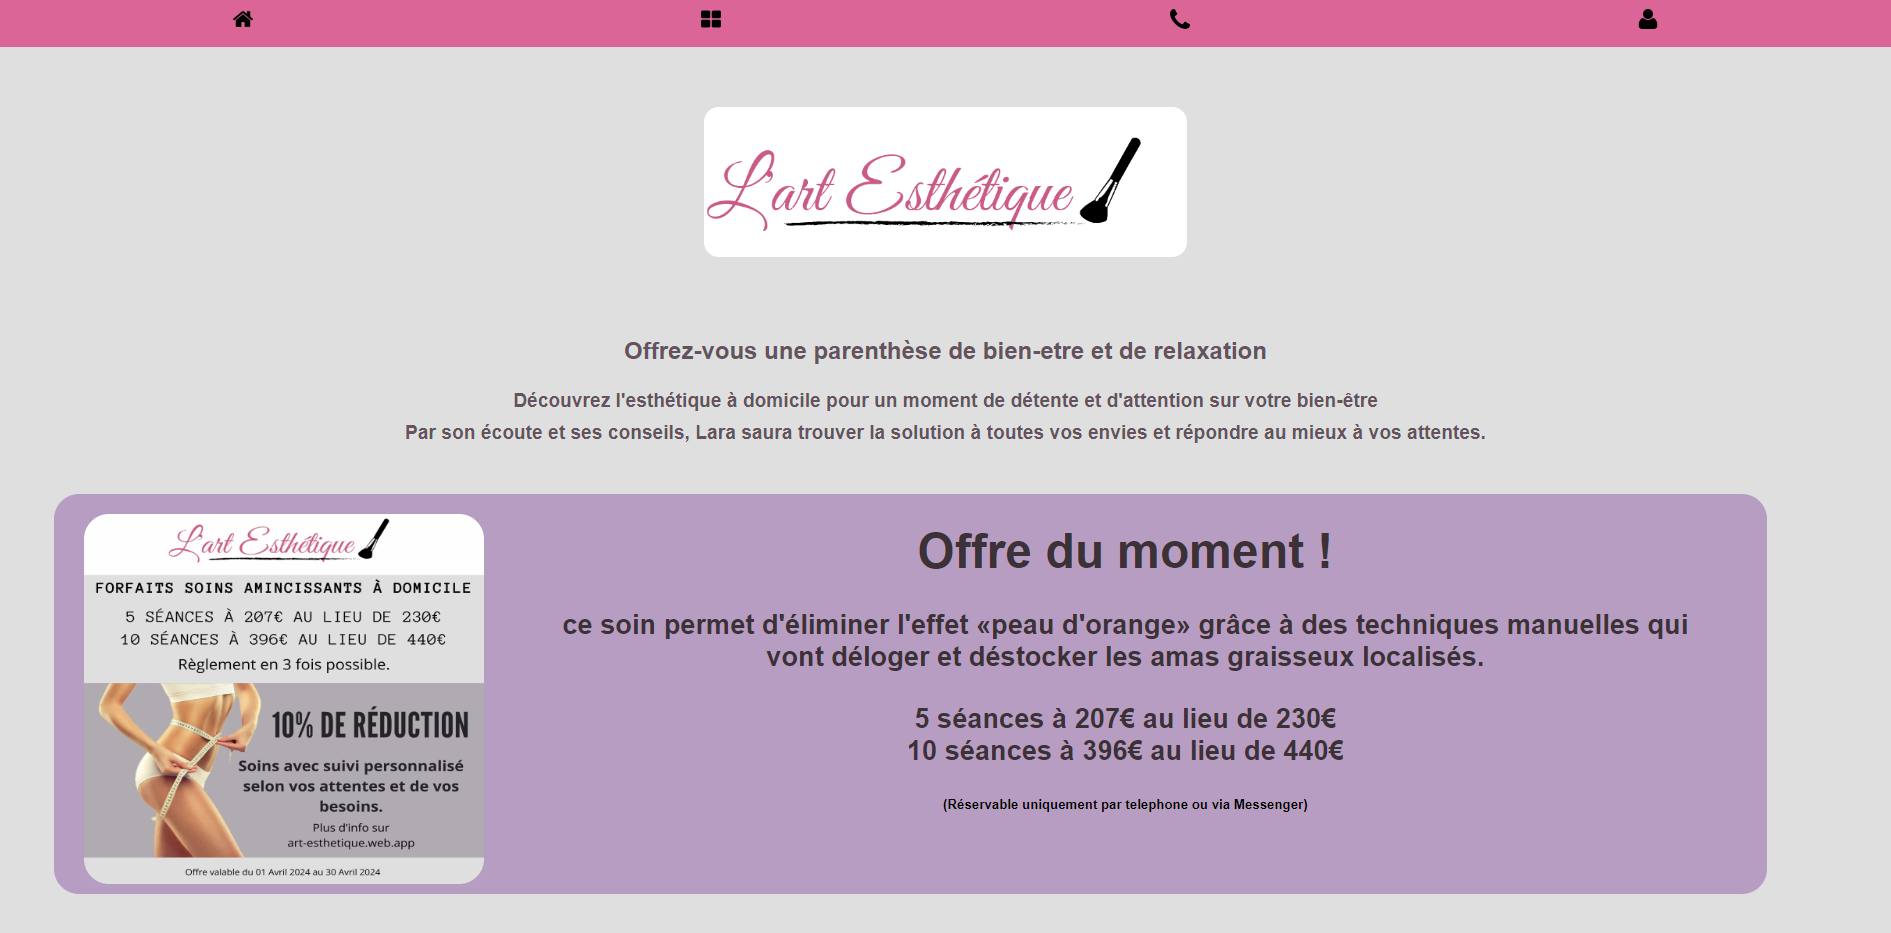 L'art Esthétique
Offrez-vous une parenthèse de bien-etre et de relaxation
Découvrez l'esthétique à domicile pour un moment de détente et d'attention sur votre bien-être
Par son écoute et ses conseils, Lara saura trouver la solution à toutes vos envies et répondre au mieux à vos attentes.
L'art Esthétique
FORFAITS SOINS AMINCISSANTS À DOMICILE
5 SÉANCES À 207€ AU LIEU DE 230€
10 SÉANCES À 396€ AU LIEU DE 440€
Règlement en 3 fois possible.
10% DE RÉDUCTION
Soins avec suivi personnalisé
selon vos attentes et de vos
besoins.
Plus d'info sur
art-esthetique.web.app
Offre valable du 01 Avril 2024 au 30 Avril 2024
Offre du moment !
ce soin permet d'éliminer l'effet «peau d'orange» grâce à des techniques manuelles qui
vont déloger et déstocker les amas graisseux localisés.
5 séances à 207€ au lieu de 230€
10 séances à 396€ au lieu de 440€
(Réservable uniquement par telephone ou via Messenger)